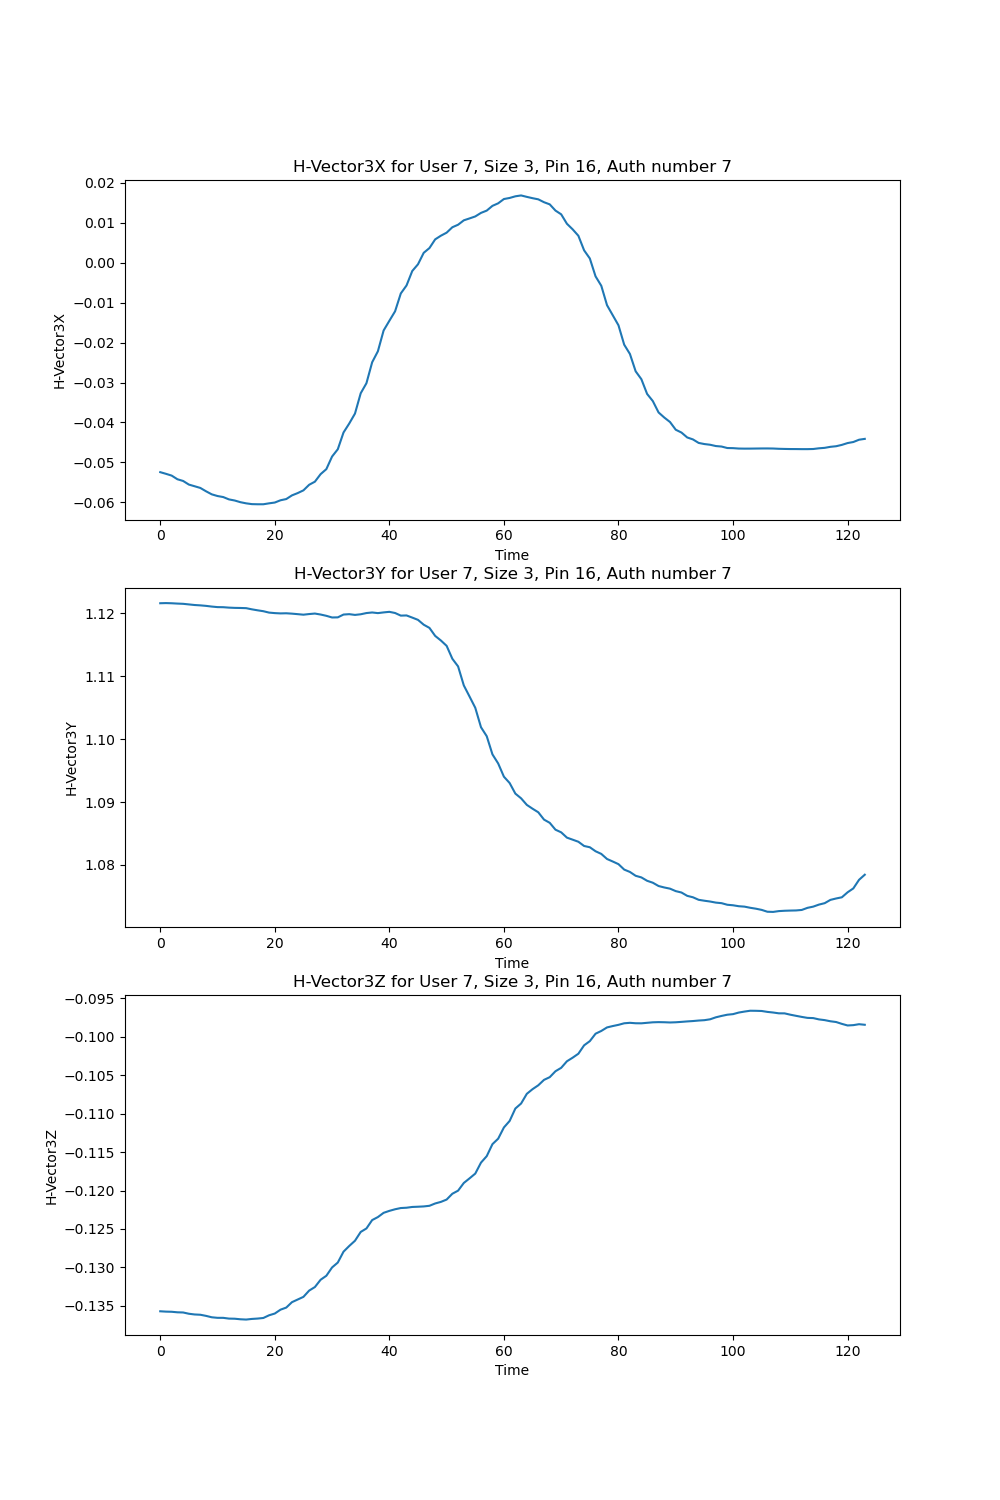 H-Vector3X for User 7, Size 3, Pin 16, Auth number 7
0.02
0.01
0.00
−0.01
−0.02
−0.03
−0.04
−0.05
−0.06
H-Vector3X
0 20 40 60 80 100 120
Time
H-Vector3Y for User 7, Size 3, Pin 16, Auth number 7
1.12
1.11
1.10
1.09
1.08
H-Vector3Y
0 20 40 60 80 100 120
Time
H-Vector3Z for User 7, Size 3, Pin 16, Auth number 7
−0.095
−0.100
−0.105
−0.110
−0.115
−0.120
−0.125
−0.130
−0.135
H-Vector3Z
0 20 40 60 80 100 120
Time